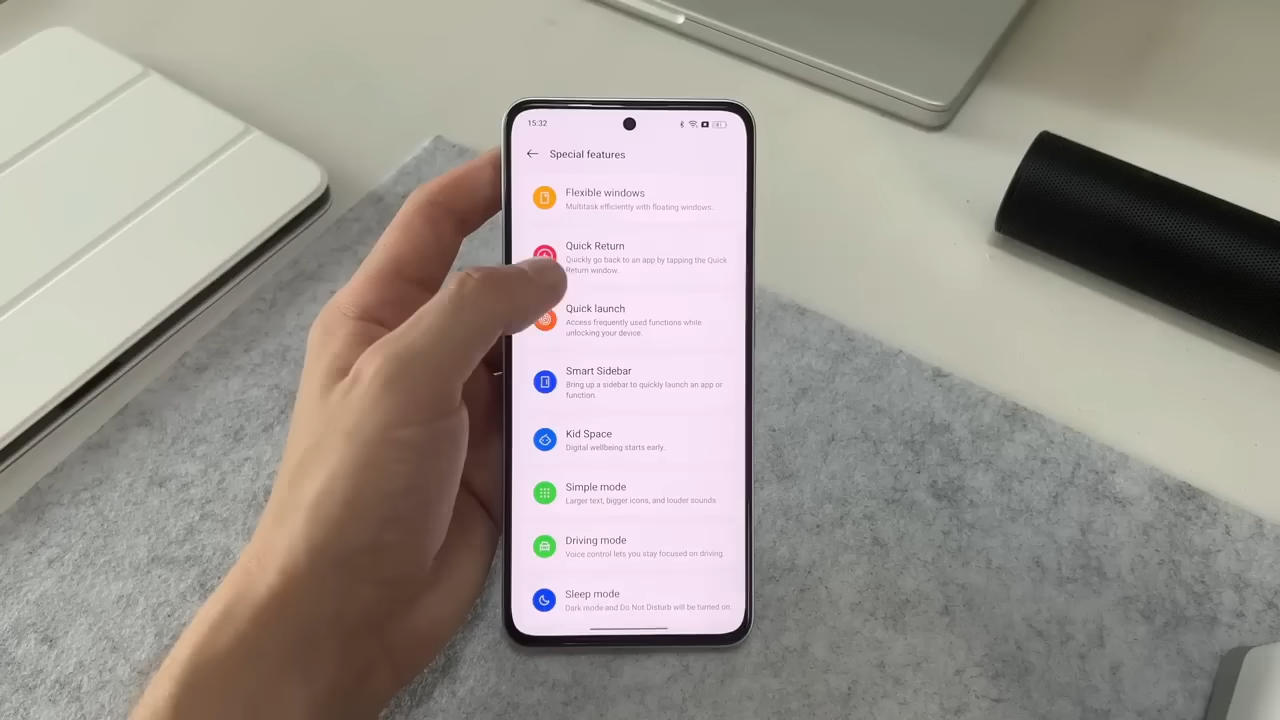 15:32
Special features
Flexible windows
Multitask efficiently with floating windows.
Quick Return
Quickly go back to an app by tapping the Quick
Return window.
Quick launch
Access frequently used functions while
unlocking your device.
Smart Sidebar
Bring up a sidebar to quickly launch an app or
function.
Kid Space
Digital wellbeing starts early.
Simple mode
Larger text, bigger icons, and louder sounds
Driving mode
Voice control lets you stay focused on driving.
Sleep mode
Dark mode and Do Not Disturb will be turned on.